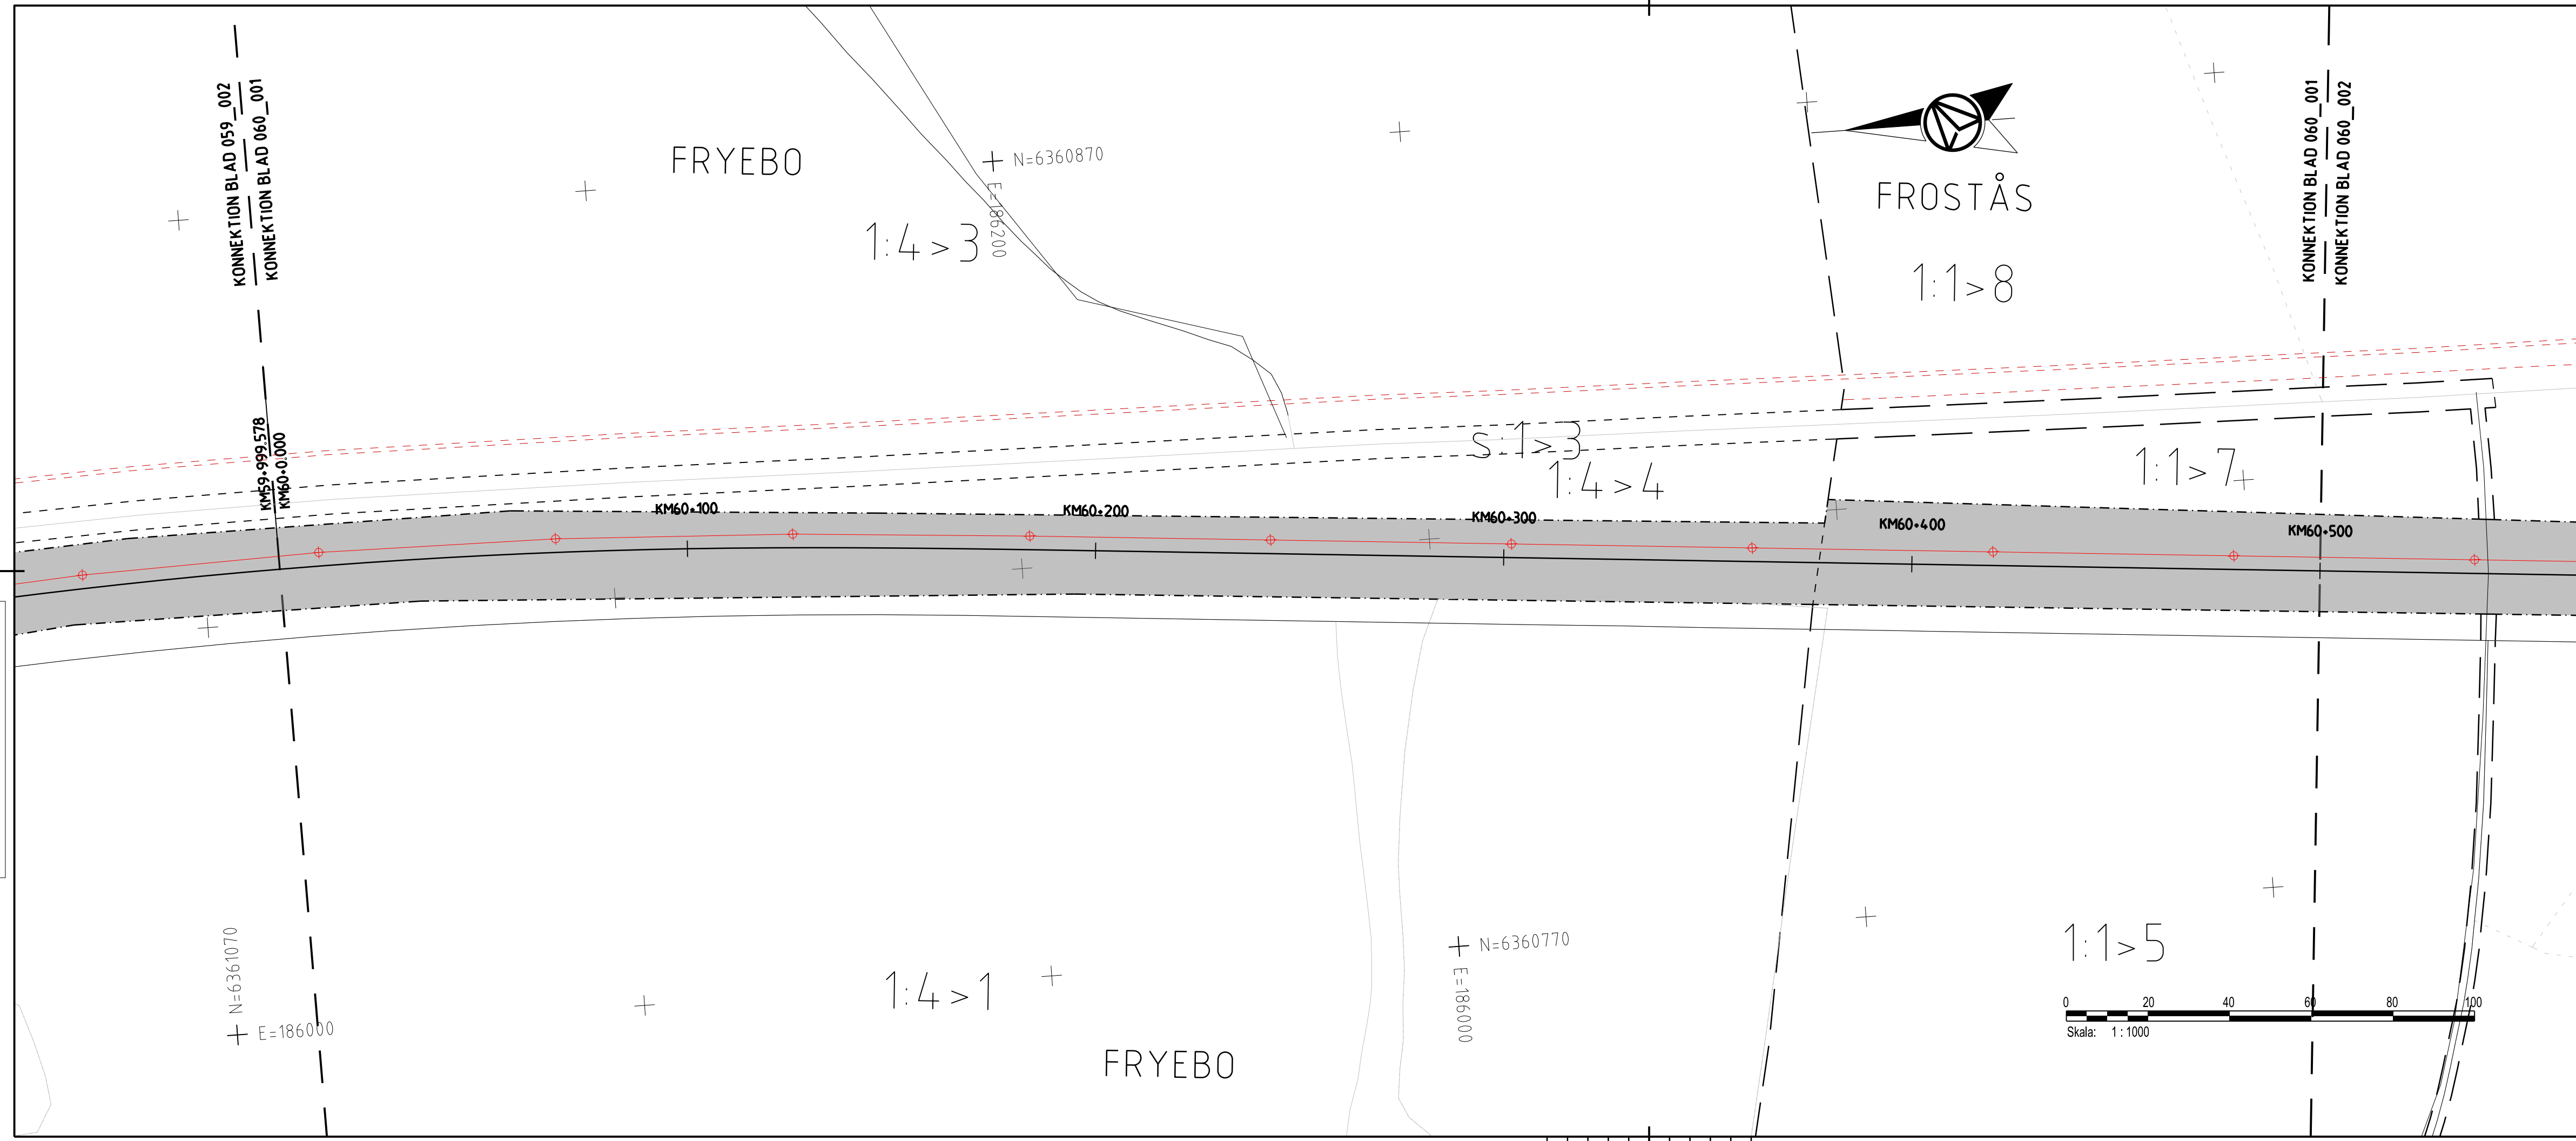 KONNEKTION BLAD 059_002
KONNEKTION BLAD 060_001
FRYEBO
1:4>3
N=6360870
E=186200
FROSTÅS
1:1>8
KONNEKTION BLAD 060_001
KONNEKTION BLAD 060_002
KM59+999.578
KM60+0.000
s:1>3
1:4>4
1:1>7
KM60+100
KM60+200
KM60+300
KM60+400
KM60+500
N=6361070
E=186000
1:4>1
FRYEBO
N=6360770
E=186000
1:1>5
0 20 40 60 80 100
Skala: 1 : 1000